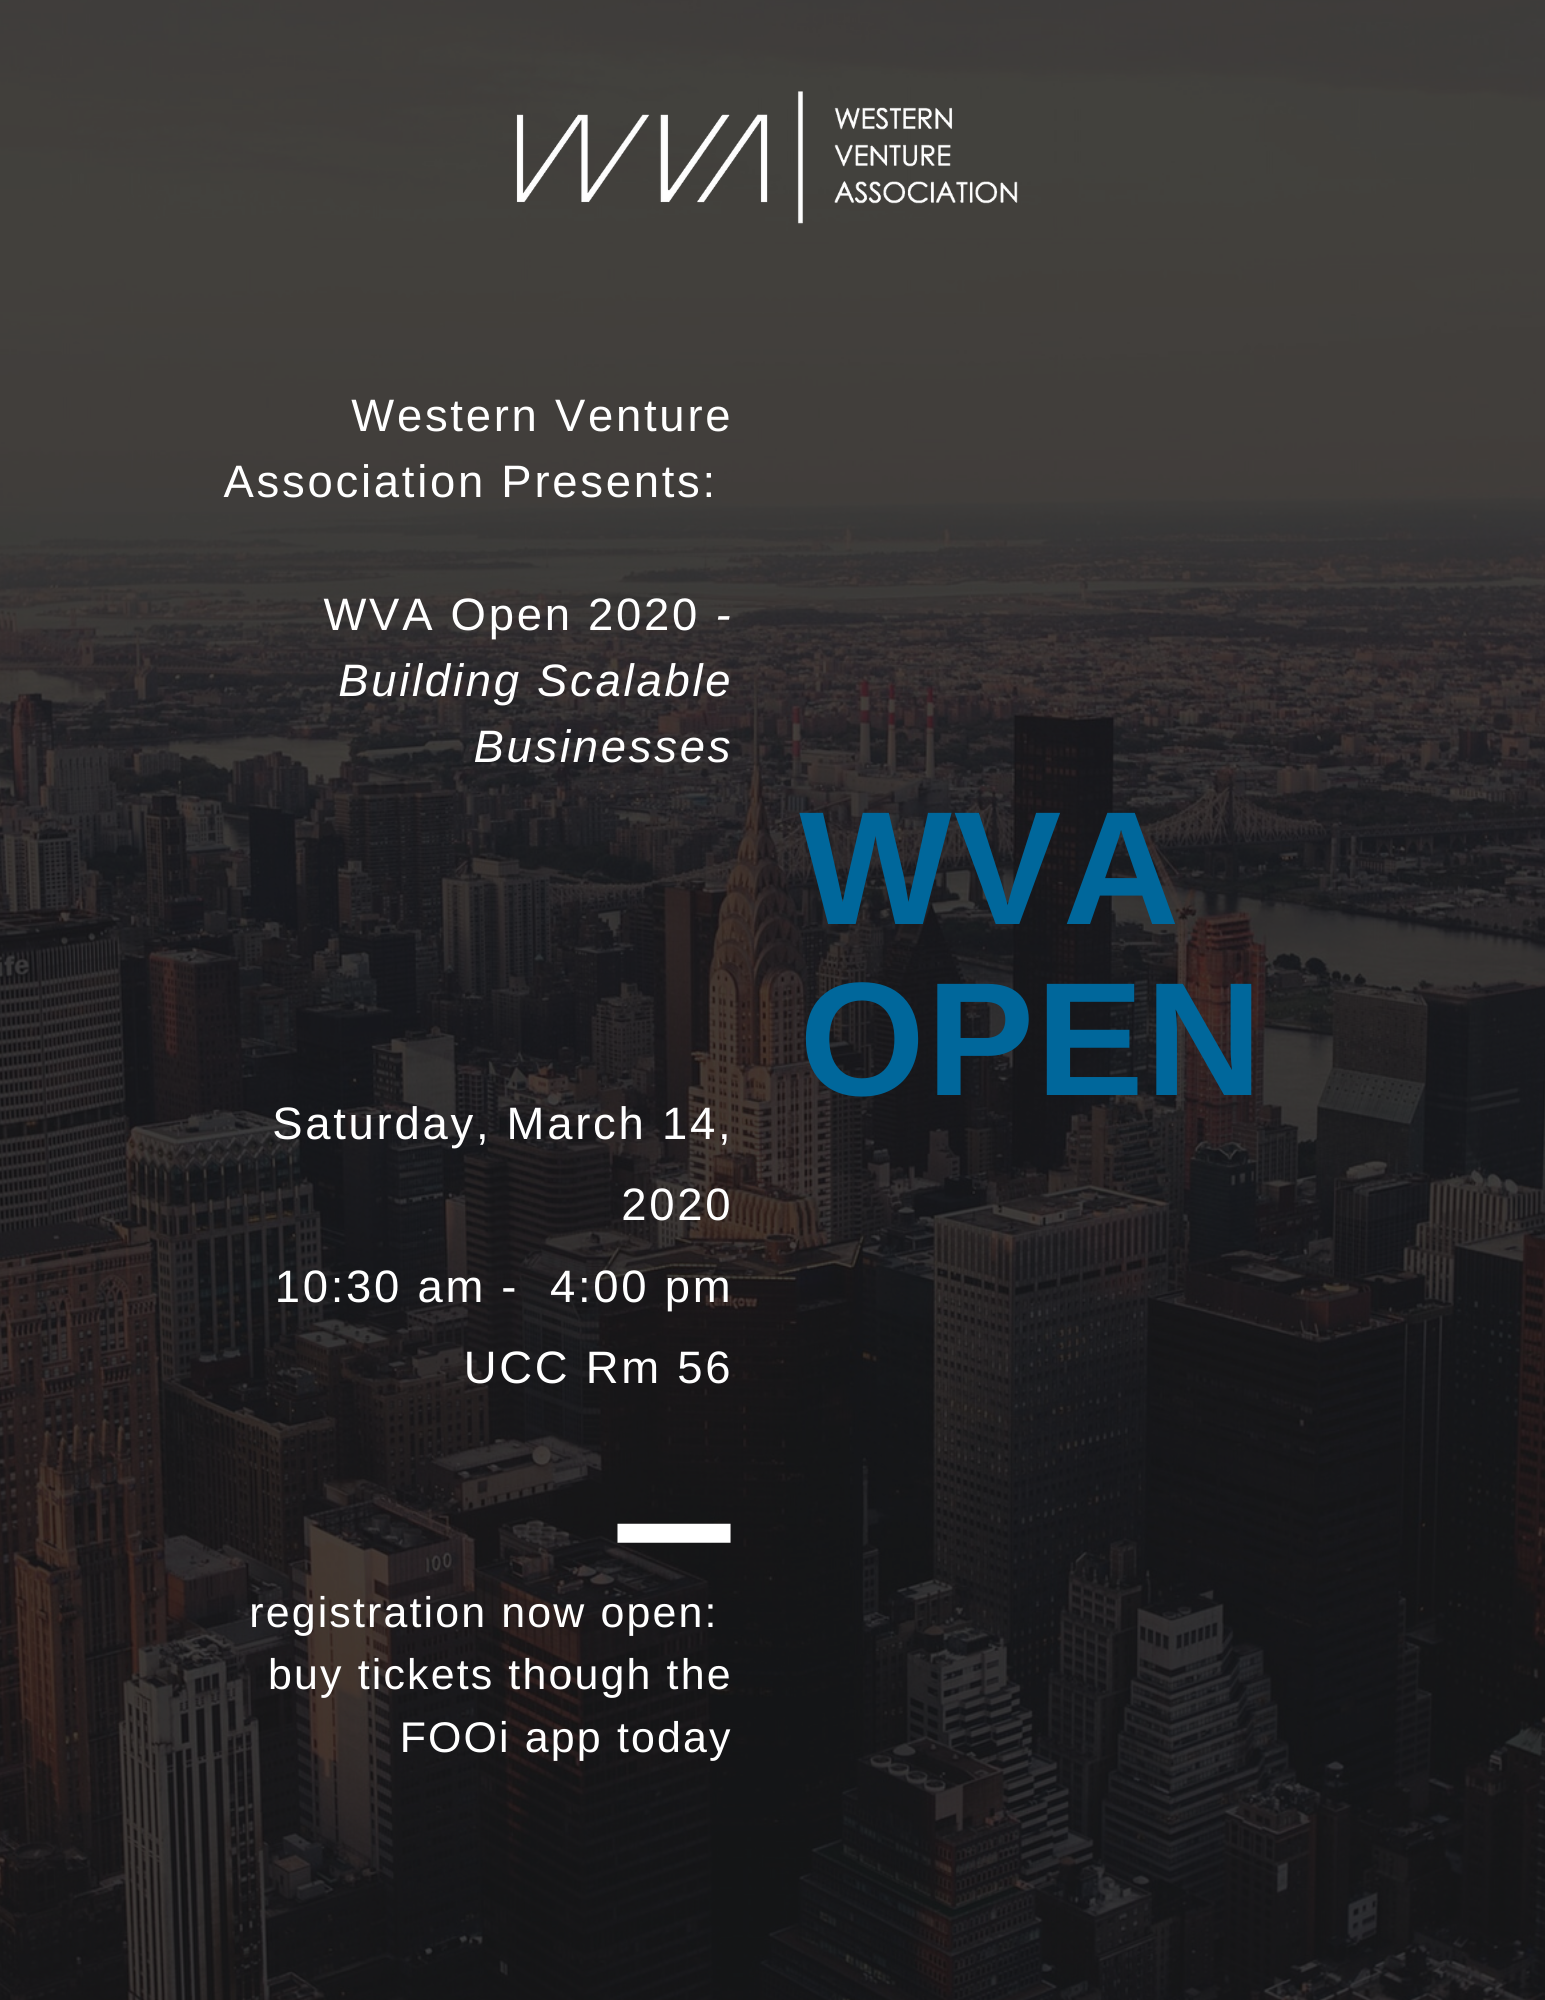 WVA
WESTERN
VENTURE
ASSOCIATION
Western Venture
Association Presents:
WVA Open 2020 -
Building Scalable
Businesses
WVA
OPEN
Saturday, March 14,
2020
10:30 am - 4:00 pm
UCC Rm 56
registration now open:
buy tickets though the
FOOi app today
ife
100